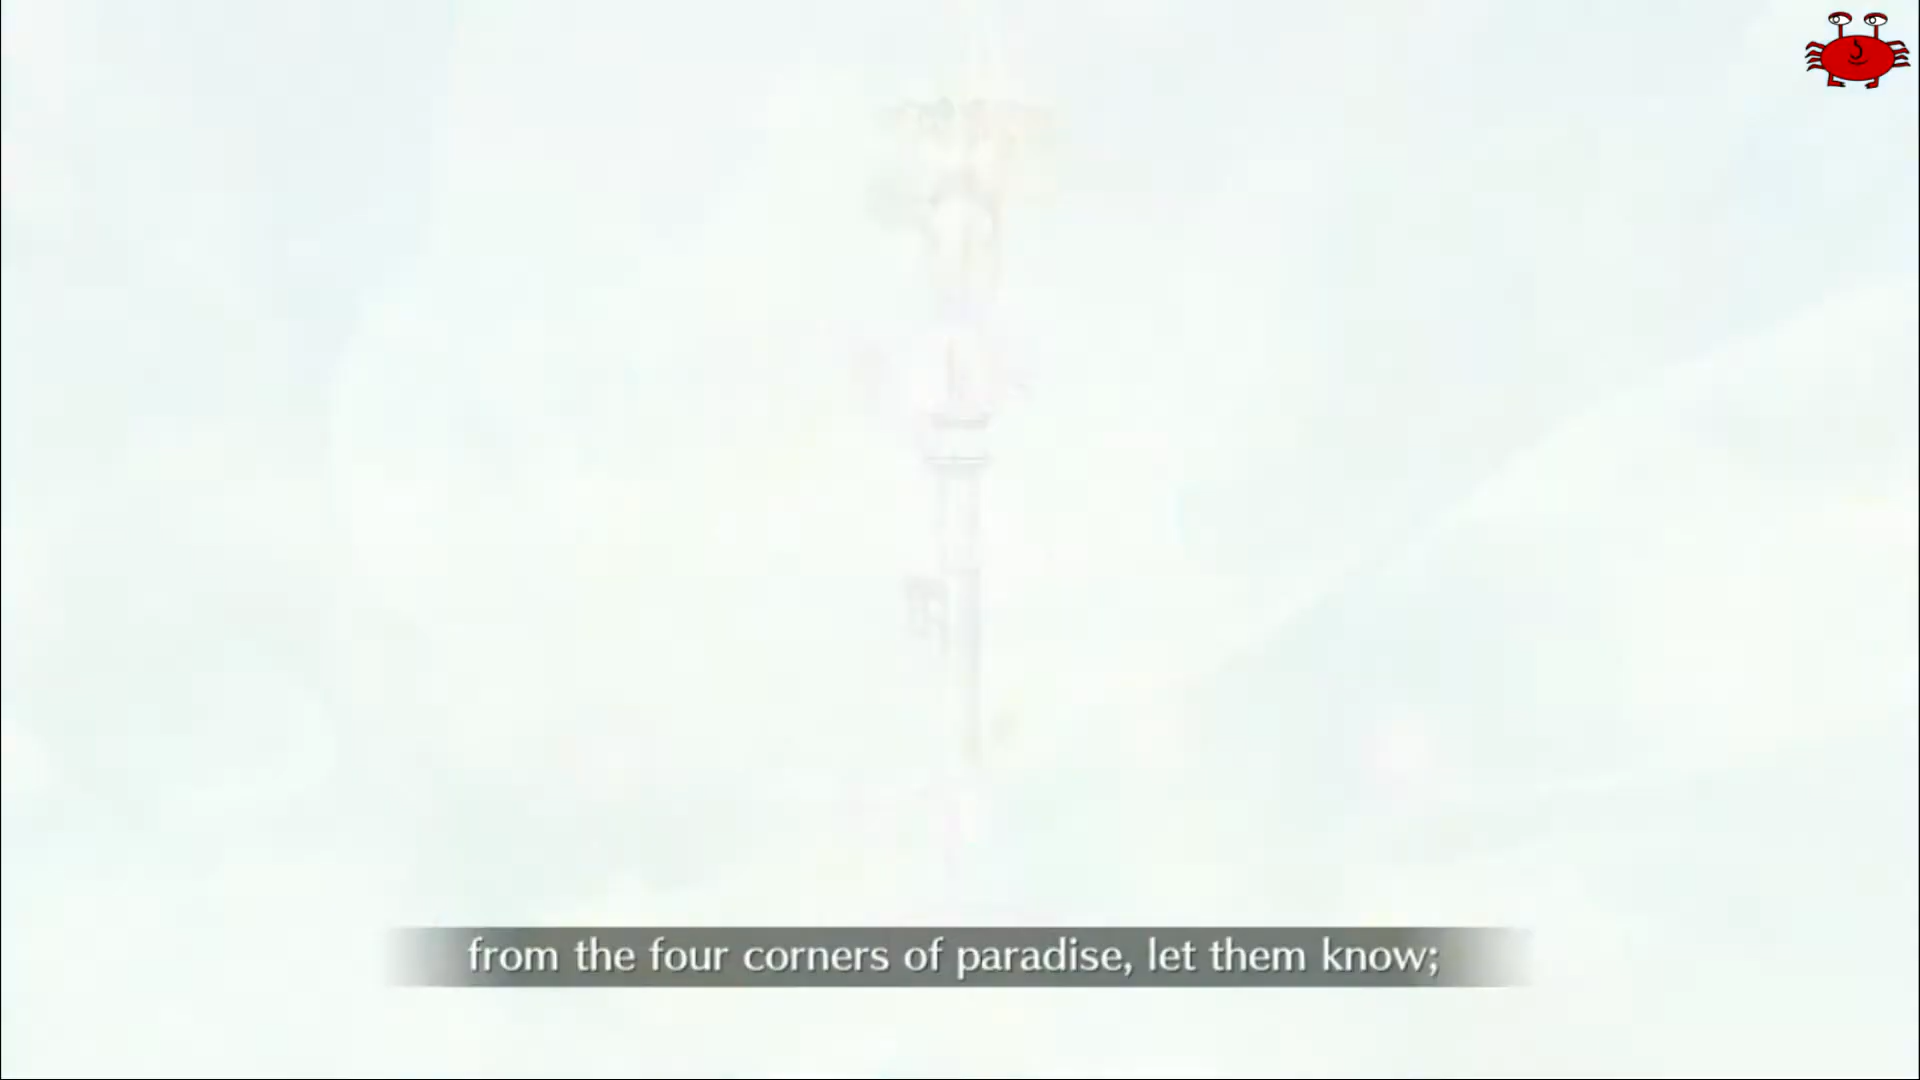 from the four corners of paradise, let them know;